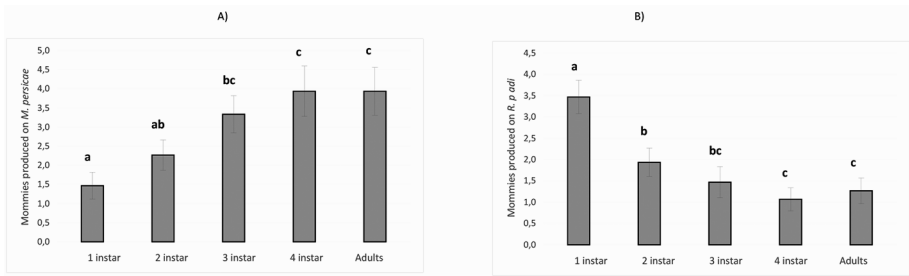 A)
Mommies produced on M. persicae
5,0
4,5
4,0
3,5
3,0
2,5
2,0
1,5
1,0
0,5
0,0
a
ab
bc
c
c
1 instar
2 instar
3 instar
4 instar
Adults
B)
Mommies produced on R. p adi
4,5
4,0
3,5
3,0
2,5
2,0
1,5
1,0
0,5
0,0
a
b
bc
c
c
1 instar
2 instar
3 instar
4 instar
Adults